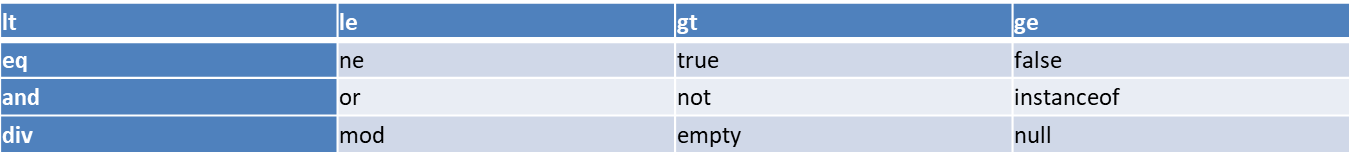 lt le gt ge
eq ne true false
and or not instanceof
div mod empty null